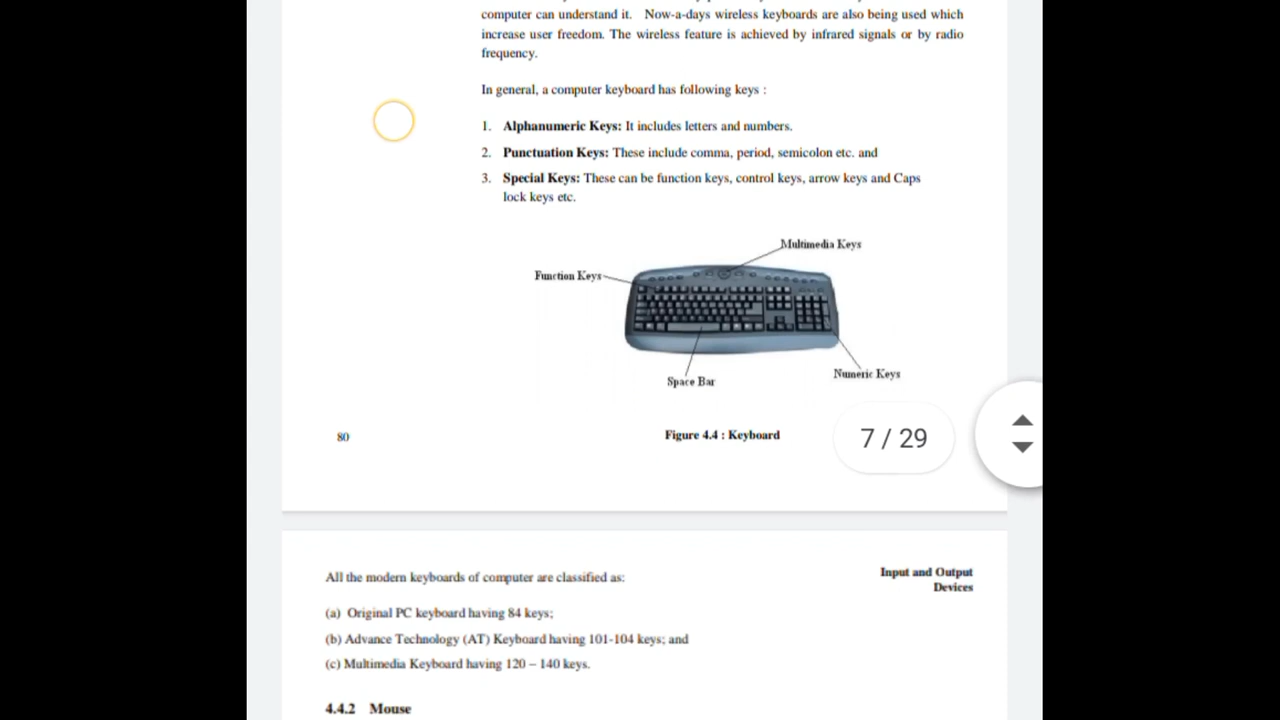 computer can understand it. Now-a-days wireless keyboards are also being used which
increase user freedom. The wireless feature is achieved by infrared signals or by radio
frequency.
In general, a computer keyboard has following keys :
1. Alphanumeric Keys: It includes letters and numbers.
2. Punctuation Keys: These include comma, period, semicolon etc. and
3. Special Keys: These can be function keys, control keys, arrow keys and Caps
lock keys etc.
Multimedia Keys
Function Keys
Space Bar
Numeric Keys
80
Figure 4.4 : Keyboard
7 / 29
Input and Output
Devices
All the modern keyboards of computer are classified as:
(a) Original PC keyboard having 84 keys;
(b) Advance Technology (AT) Keyboard having 101-104 keys; and
(c) Multimedia Keyboard having 120 – 140 keys.
4.4.2 Mouse